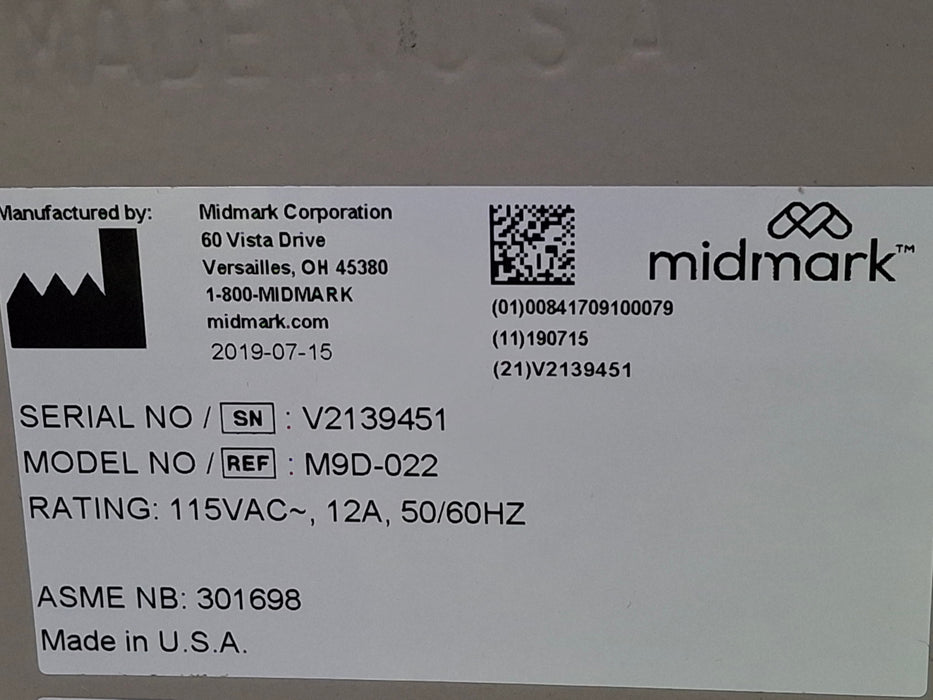 MADE IN U S A
Manufactured by:
Midmark Corporation
60 Vista Drive
Versailles, OH 45380
1-800-MIDMARK
midmark.com
2019-07-15
(01)00841709100079
(11)190715
(21)V2139451
midmark™
SERIAL NO / SN : V2139451
MODEL NO / REF : M9D-022
RATING: 115VAC~, 12A, 50/60HZ
ASME NB: 301698
Made in U.S.A.